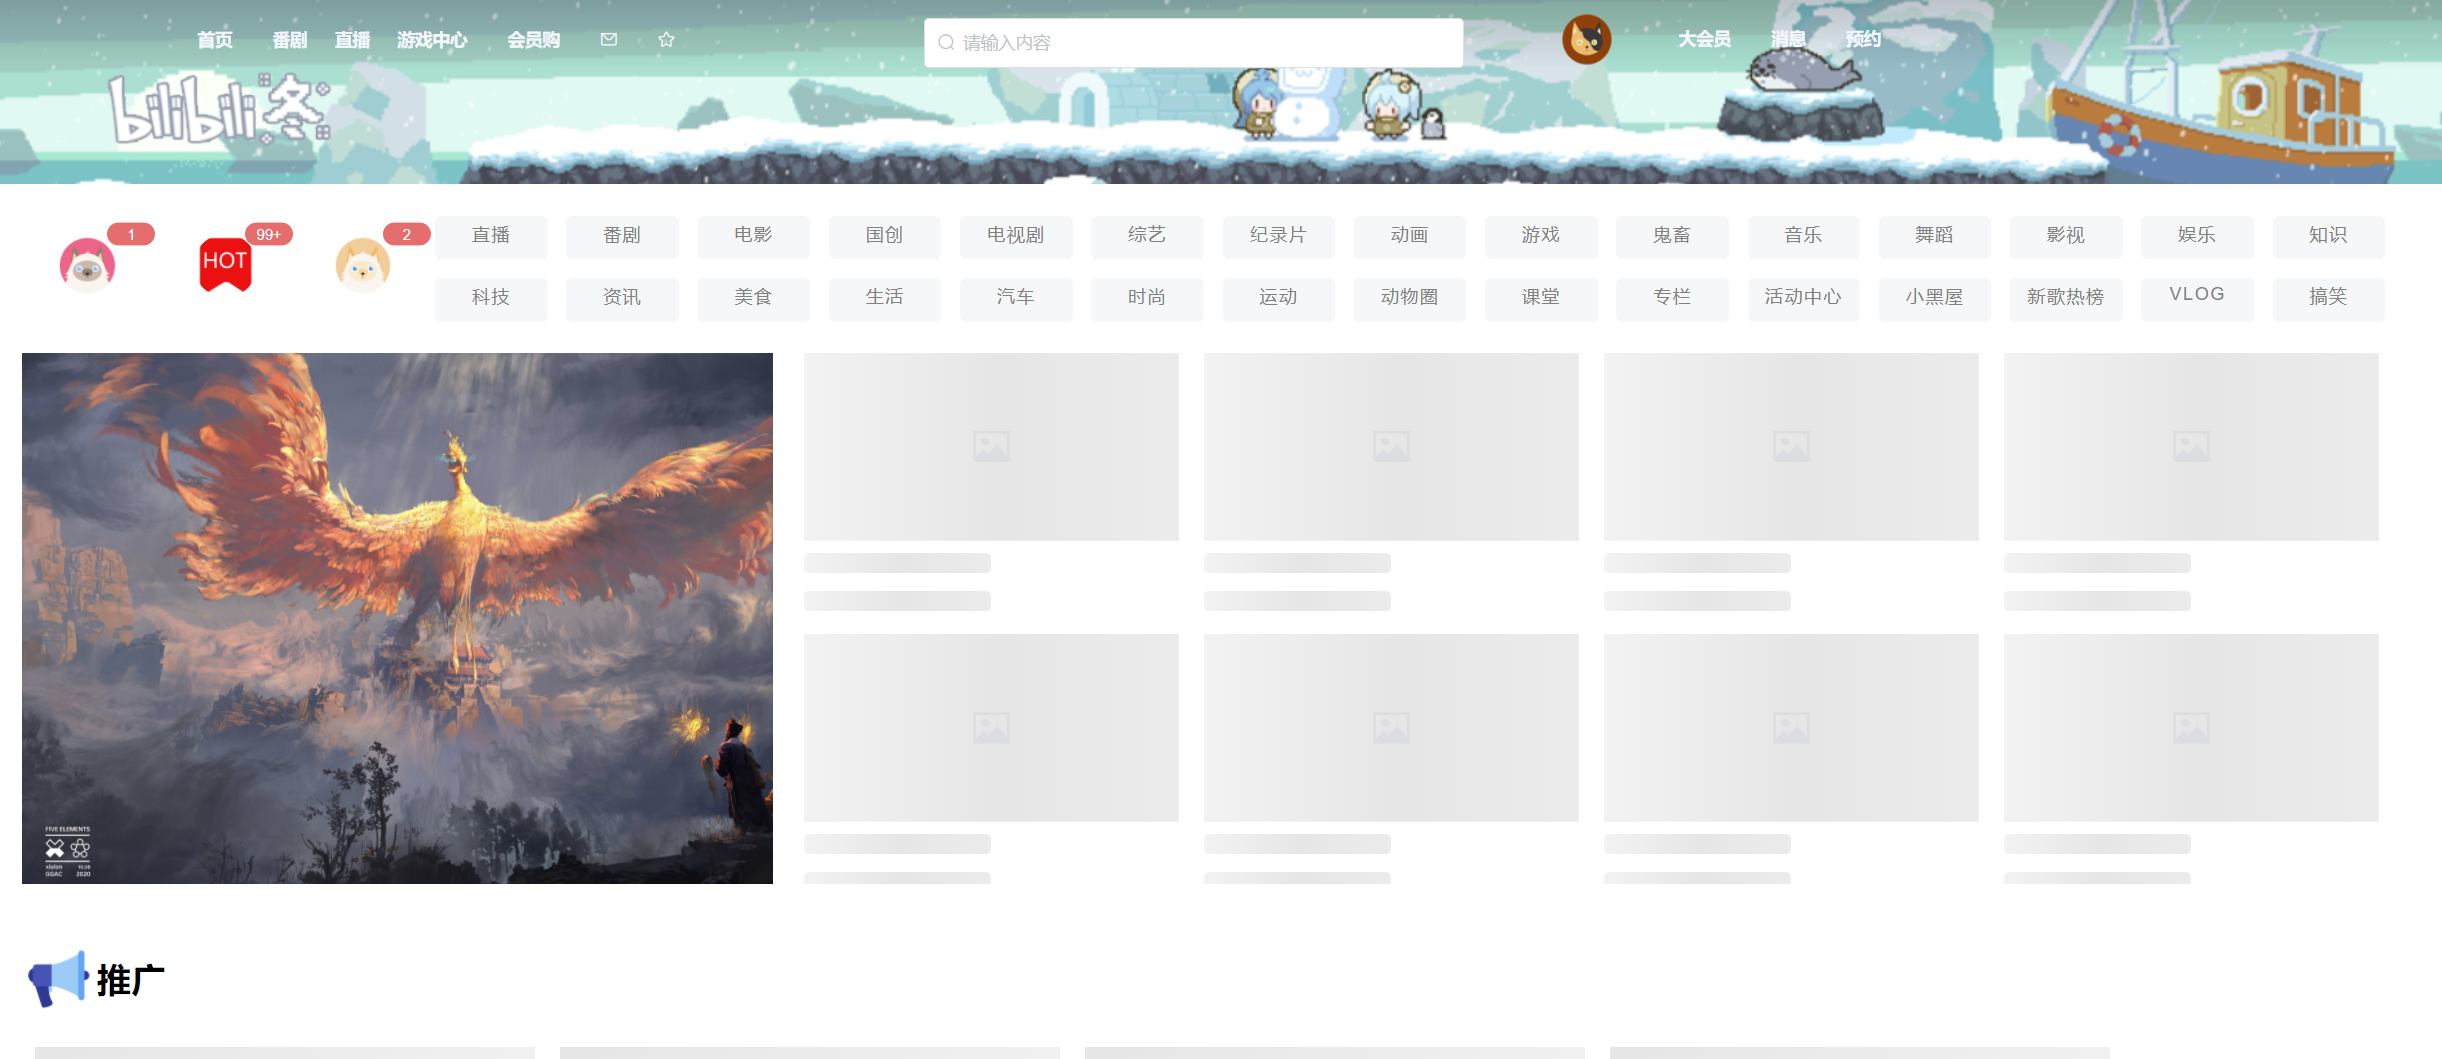 首页 番剧 直播 游戏中心 会员购 请输入内容 大会员 消息 预约
bilibili 冬
1 99+ 2
HOT
直播 番剧 电影 国创 电视剧 综艺 纪录片 动画 游戏 鬼畜 音乐 舞蹈 影视 娱乐 知识
科技 资讯 美食 生活 汽车 时尚 运动 动物圈 课堂 专栏 活动中心 小黑屋 新歌热榜 VLOG 搞笑
FIVE ELEMENTS
xision 10.08
GGAC 2020
推广